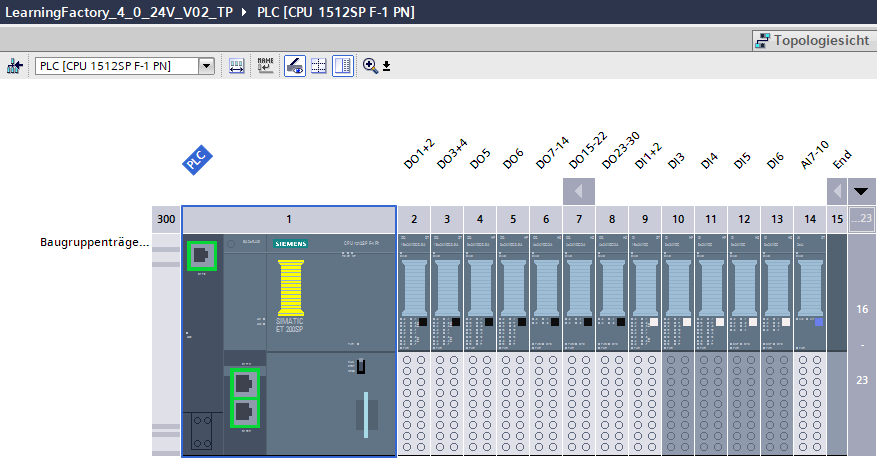 LearningFactory_4_0_24V_V02_TP ▸ PLC [CPU 1512SP F-1 PN]
Topologiesicht
PLC [CPU 1512SP F-1 PN]
PLC
DO1+2
DO3+4
DO5
DO6
DO7-14
DO15-22
DO23-30
DI1+2
DI3
DI4
DI5
DI6
AI7-10
End
300 1 2 3 4 5 6 7 8 9 10 11 12 13 14 15 ...23
Baugruppenträge...
SIEMENS
SIMATIC
ET 200SP
16
-
23